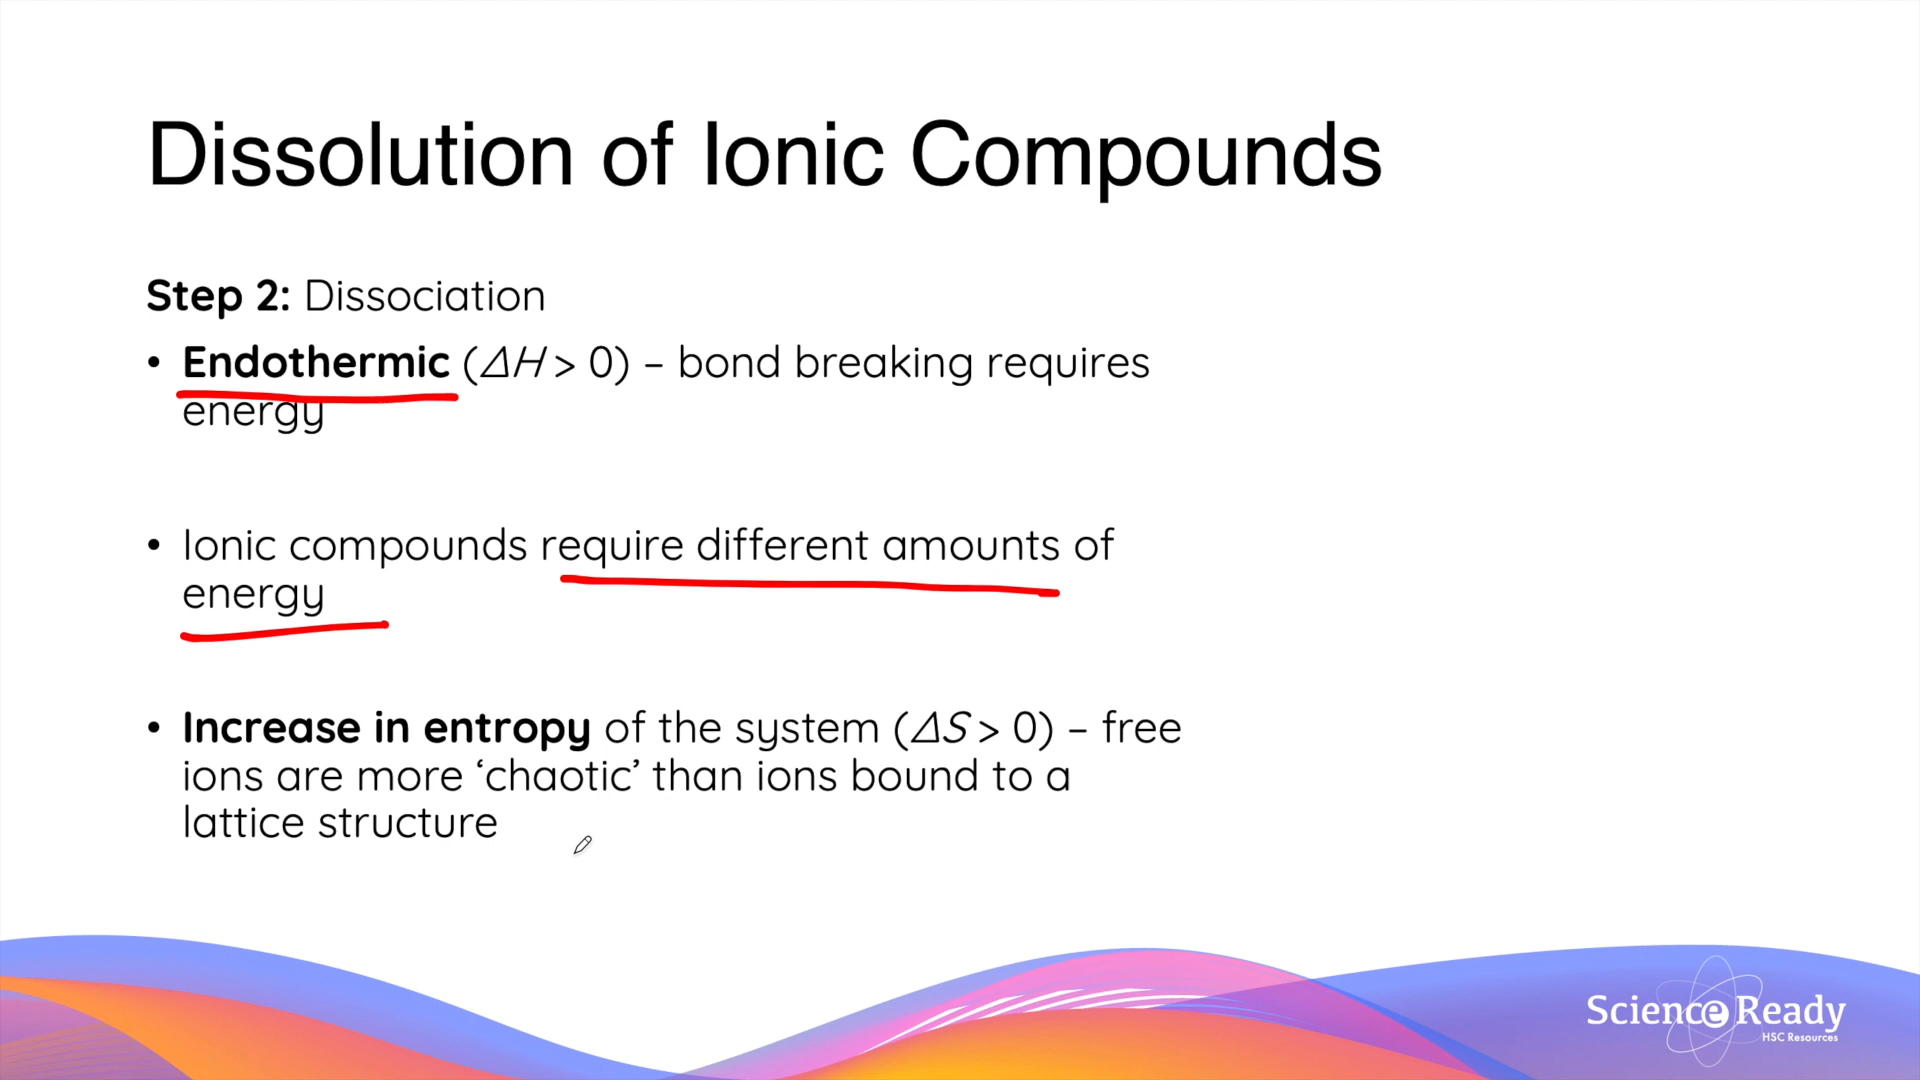 Dissolution of Ionic Compounds
Step 2: Dissociation
• Endothermic (ΔH > 0) – bond breaking requires
energy
• Ionic compounds require different amounts of
energy
• Increase in entropy of the system (ΔS > 0) – free
ions are more ‘chaotic’ than ions bound to a
lattice structure
Science Ready
HSC Resources